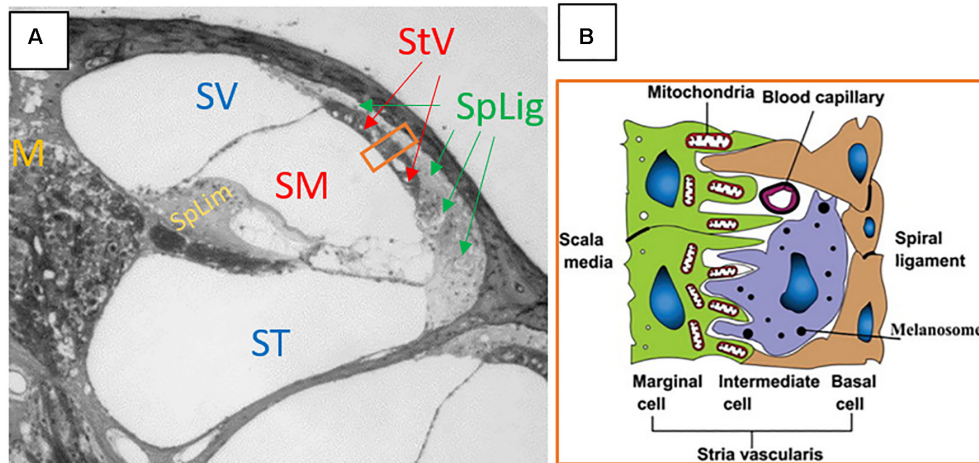 A
StV
SV
SpLig
M
SM
SpLim
ST
B
Mitochondria
Blood capillary
Scala
media
Spiral
ligament
Melanosome
Marginal
cell
Intermediate
cell
Basal
cell
Stria vascularis